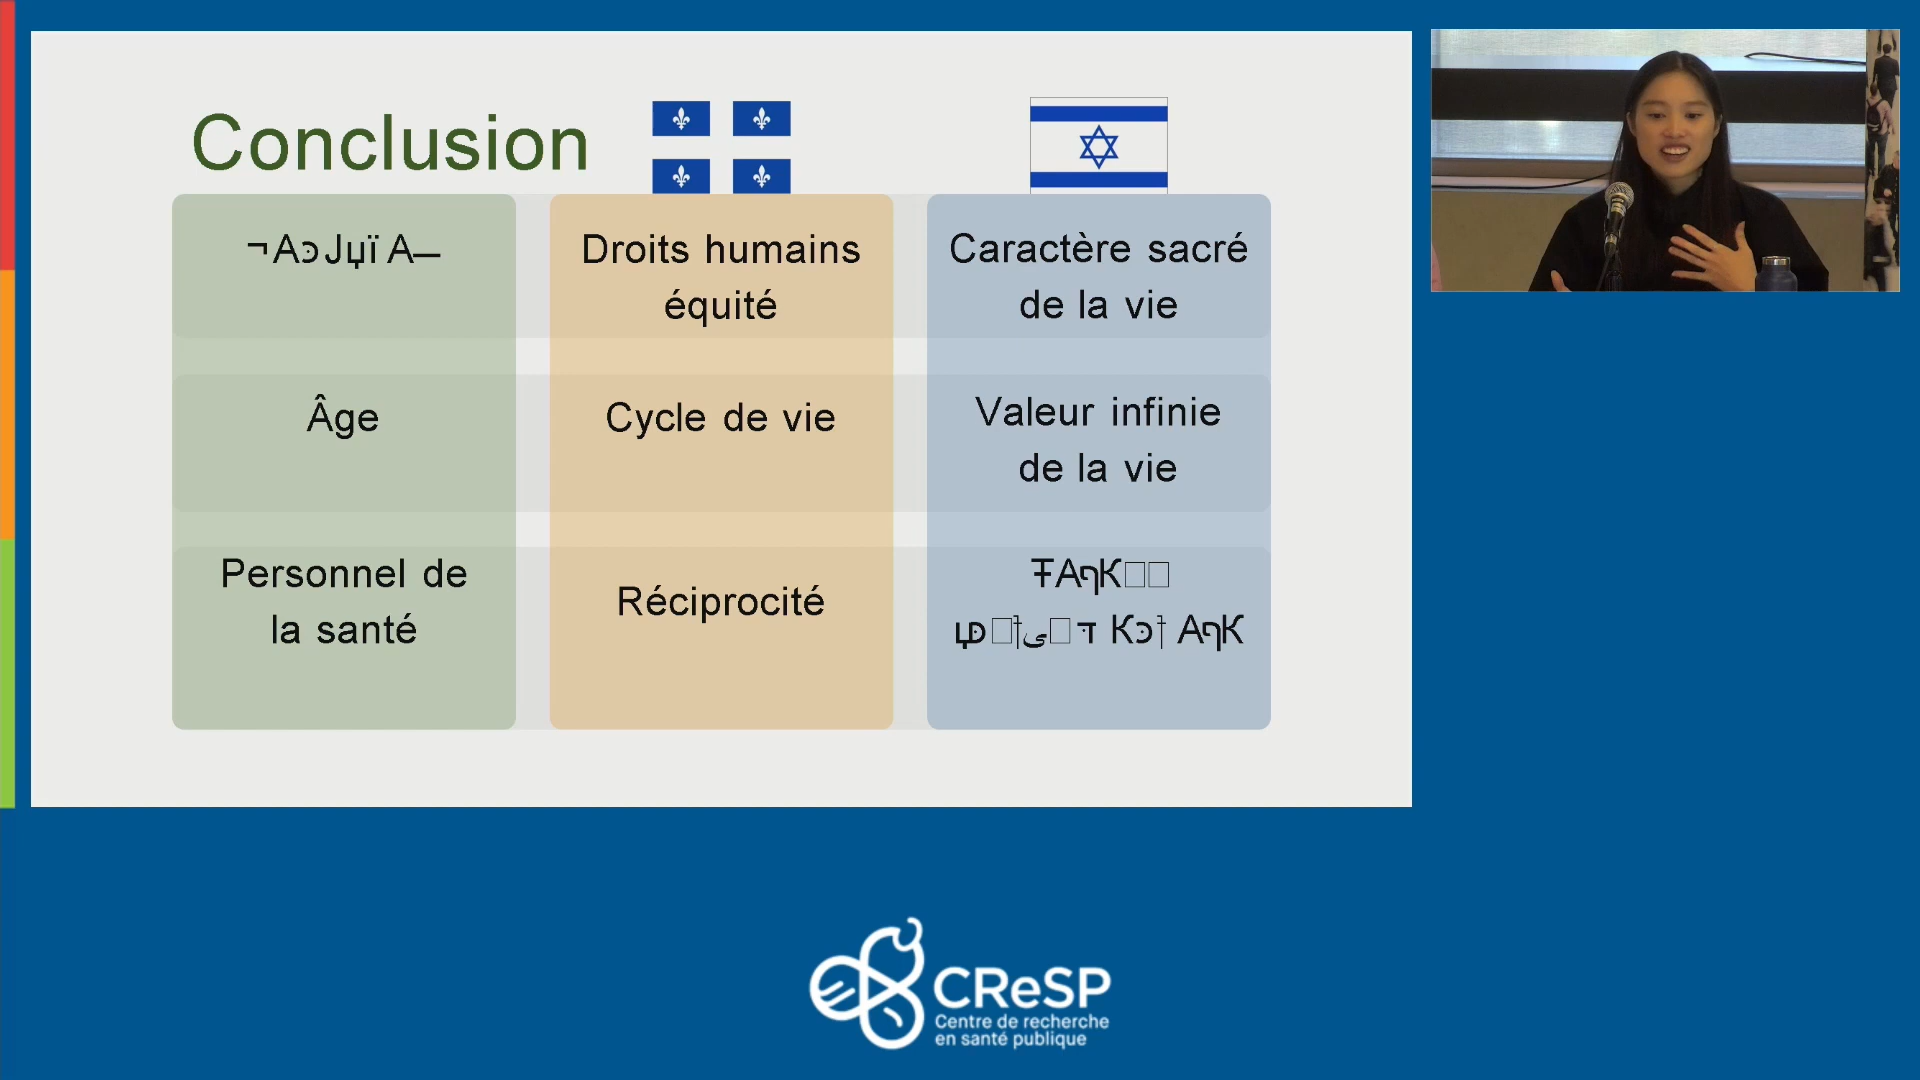 Conclusion
Droits humains
équité
Caractère sacré
de la vie
Âge
Cycle de vie
Valeur infinie
de la vie
Personnel de
la santé
Réciprocité
CReSP
Centre de recherche
en santé publique